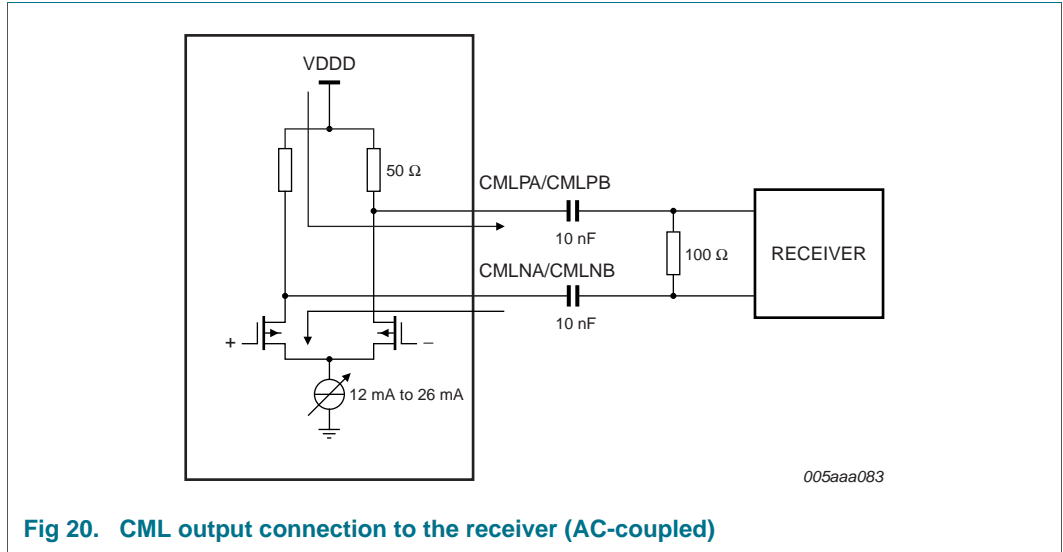 VDDD
50 Ω
CMLPA/CMLPB
10 nF
100 Ω
RECEIVER
CMLNA/CMLNB
10 nF
+
−
12 mA to 26 mA
005aaa083
Fig 20. CML output connection to the receiver (AC-coupled)